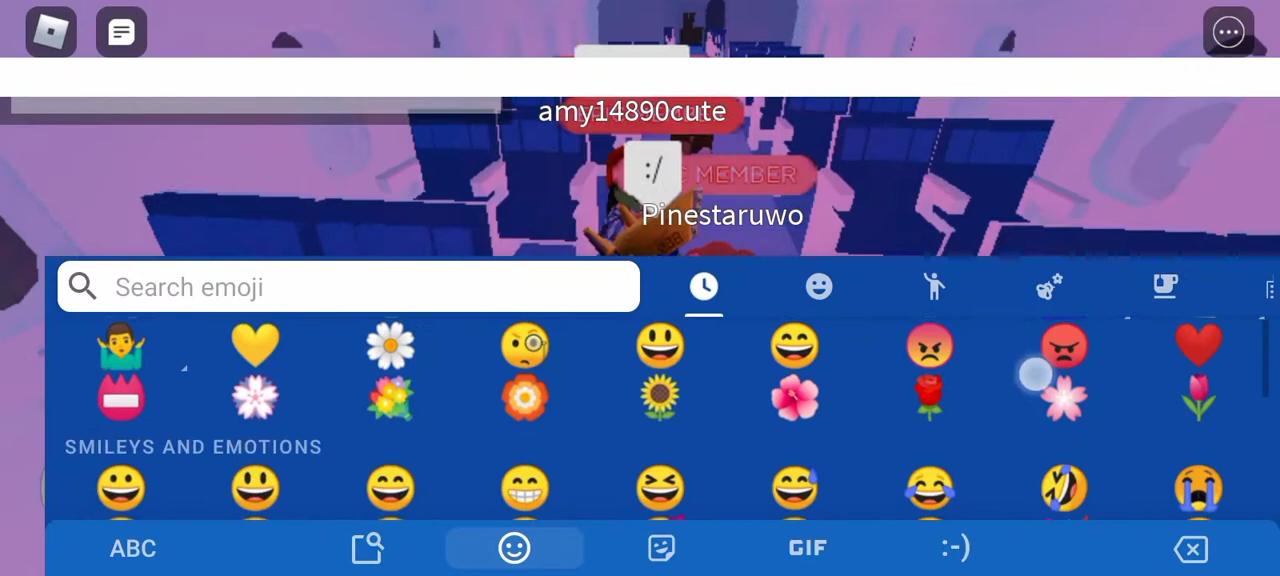 amy14890cute
:/
MEMBER
Pinestaruwo
Search emoji
SMILEYS AND EMOTIONS
ABC
GIF
:-)